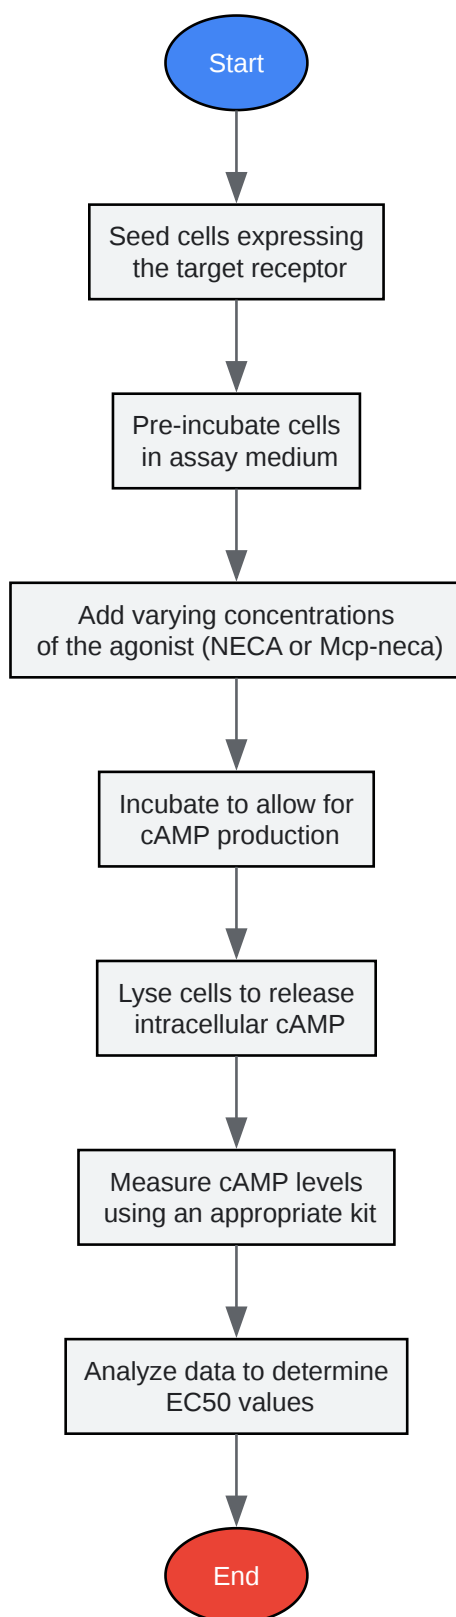 Start
Seed cells expressing
the target receptor
Pre-incubate cells
in assay medium
Add varying concentrations
of the agonist (NECA or Mcp-neca)
Incubate to allow for
cAMP production
Lyse cells to release
intracellular cAMP
Measure cAMP levels
using an appropriate kit
Analyze data to determine
EC50 values
End